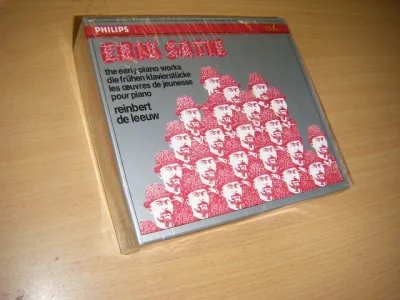 PHILIPS
ERIK SATIE
the early piano works
die frühen klavierstücke
les œuvres de jeunesse
pour piano
reinbert
de leeuw